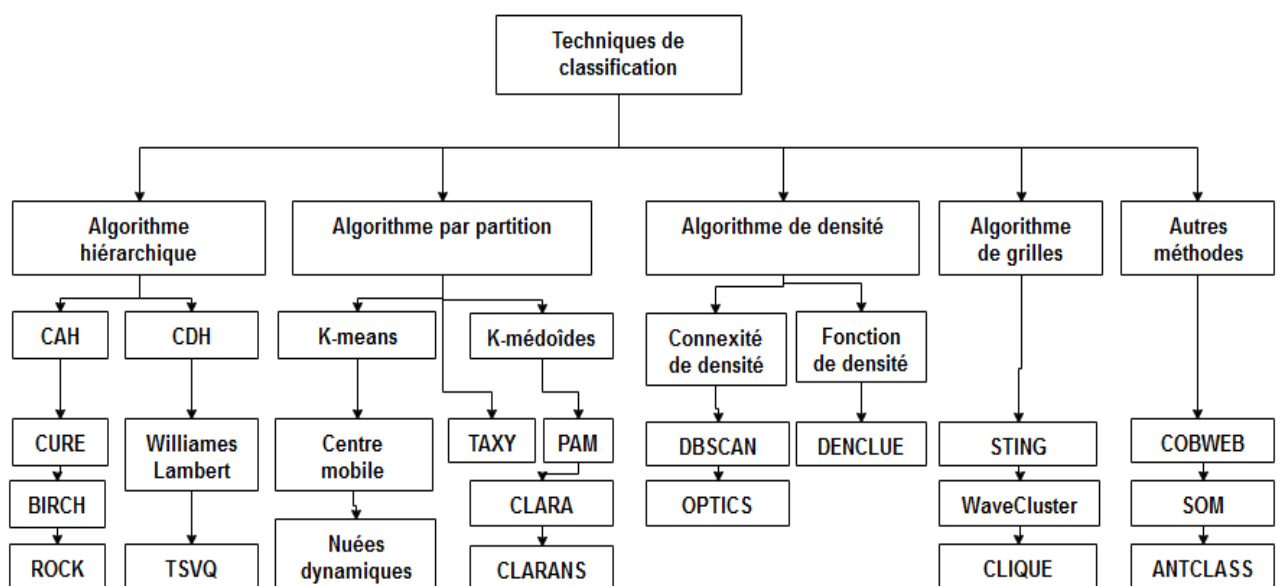 Techniques de
classification
Algorithme
hiérarchique
Algorithme par partition
Algorithme de densité
Algorithme
de grilles
Autres
méthodes
CAH
CDH
K-means
K-médoîdes
Connexité
de densité
Fonction
de densité
CURE
Williames
Lambert
Centre
mobile
TAXY
PAM
DBSCAN
DENCLUE
STING
COBWEB
BIRCH
CLARA
OPTICS
WaveCluster
SOM
ROCK
TSVQ
Nuées
dynamiques
CLARANS
CLIQUE
ANTCLASS